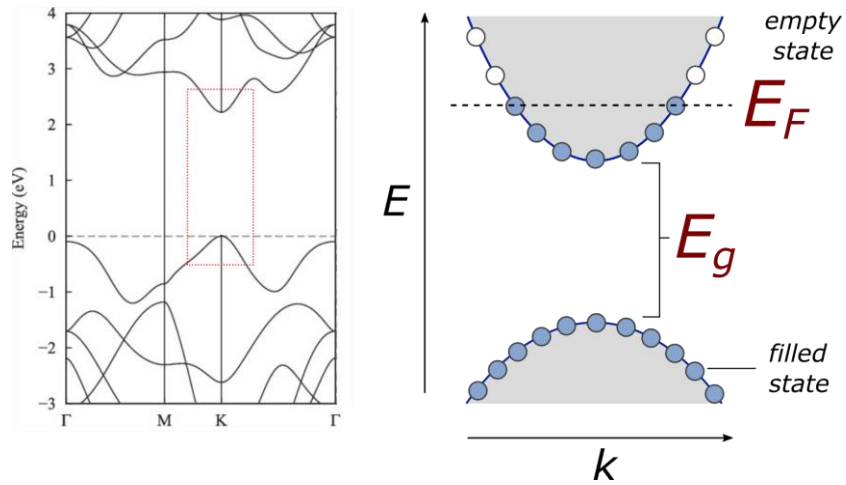 4
3
2
1
0
−1
−2
−3
Energy (eV)
Γ
M
K
Γ
E
empty
state
E_F
E_g
filled
state
k